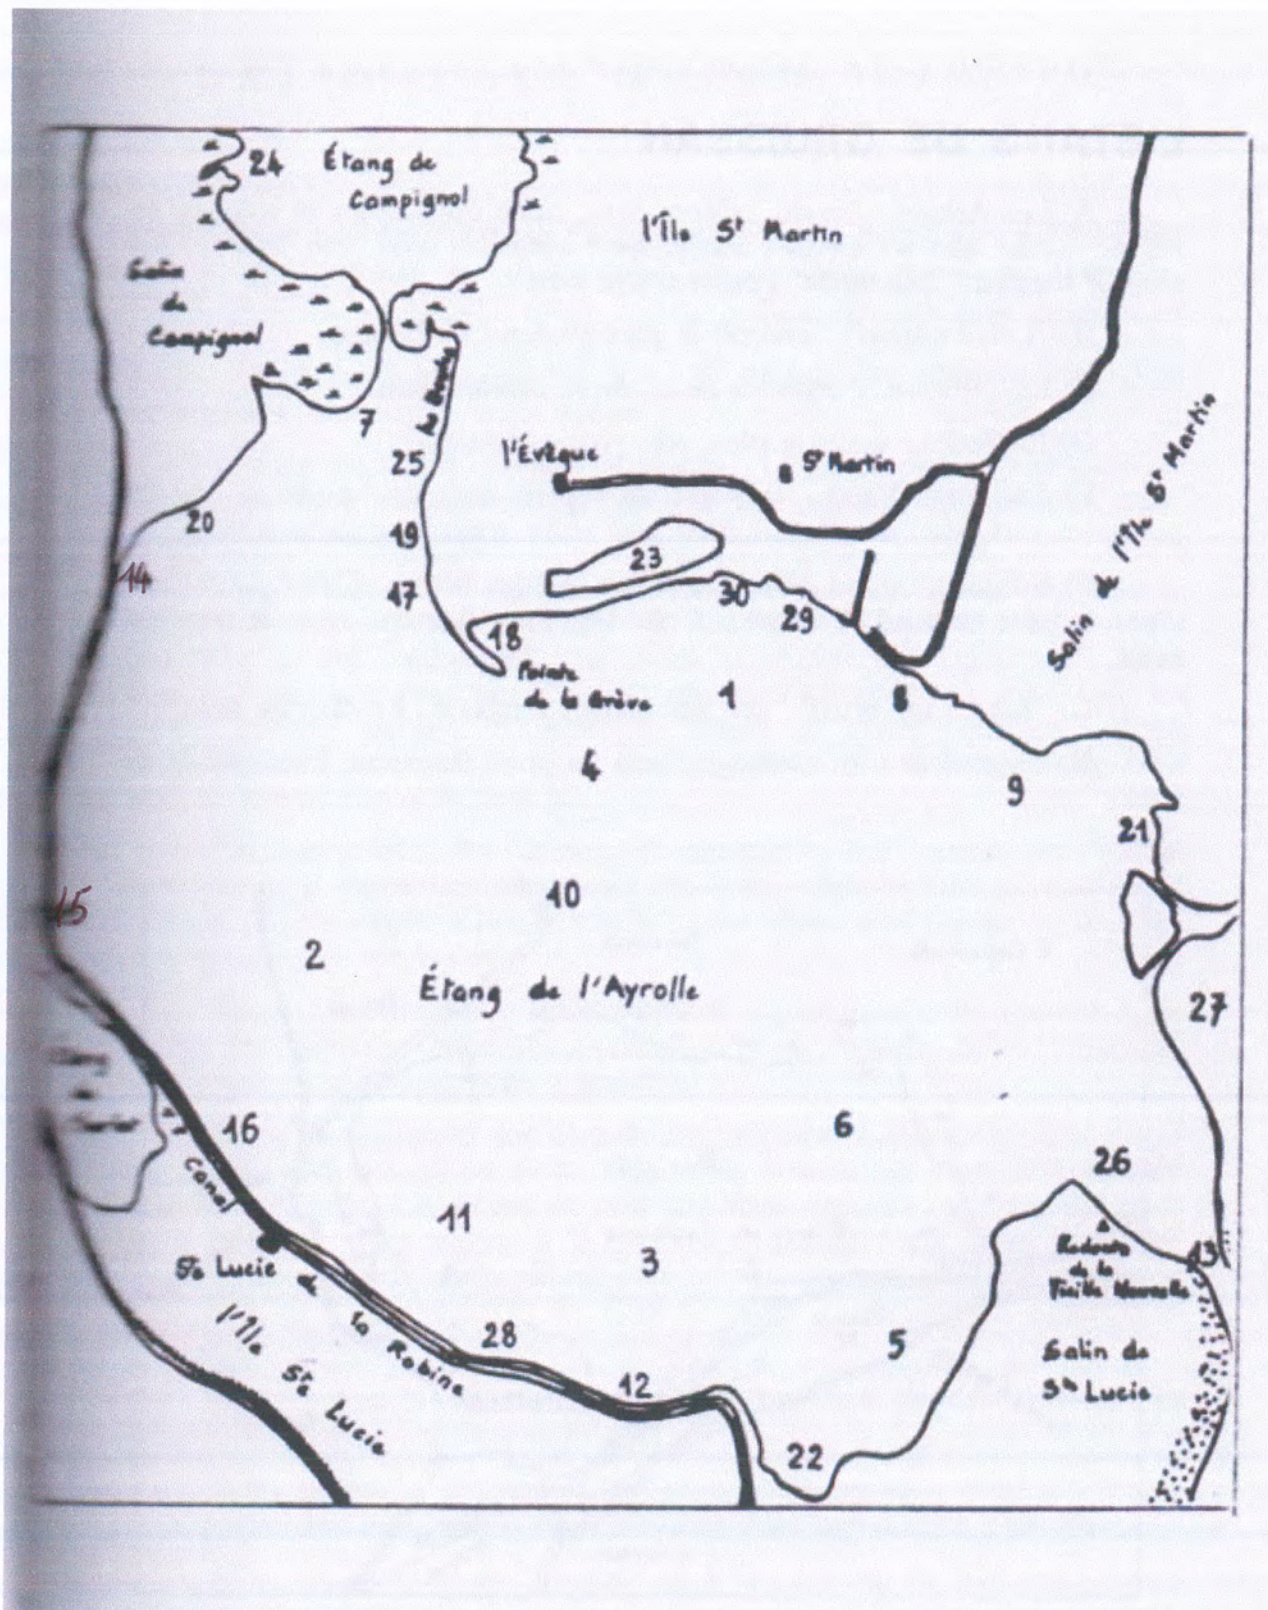 24
Étang de
Campignol
l'Île St Martin
de
Campignol
7
25
l'Évêque
St Martin
20
19
23
14
17
30
29
18
Pointe
de la Grève
1
8
Salin de l'Île St Martin
4
9
21
10
15
2
Étang de l'Ayrolle
27
16
6
26
Canal
11
3
Redoute
de la
Vieille Nouvelle
13
Ste Lucie
de
la Robine
l'Île Ste Lucie
28
5
Salin de
Ste Lucie
12
22